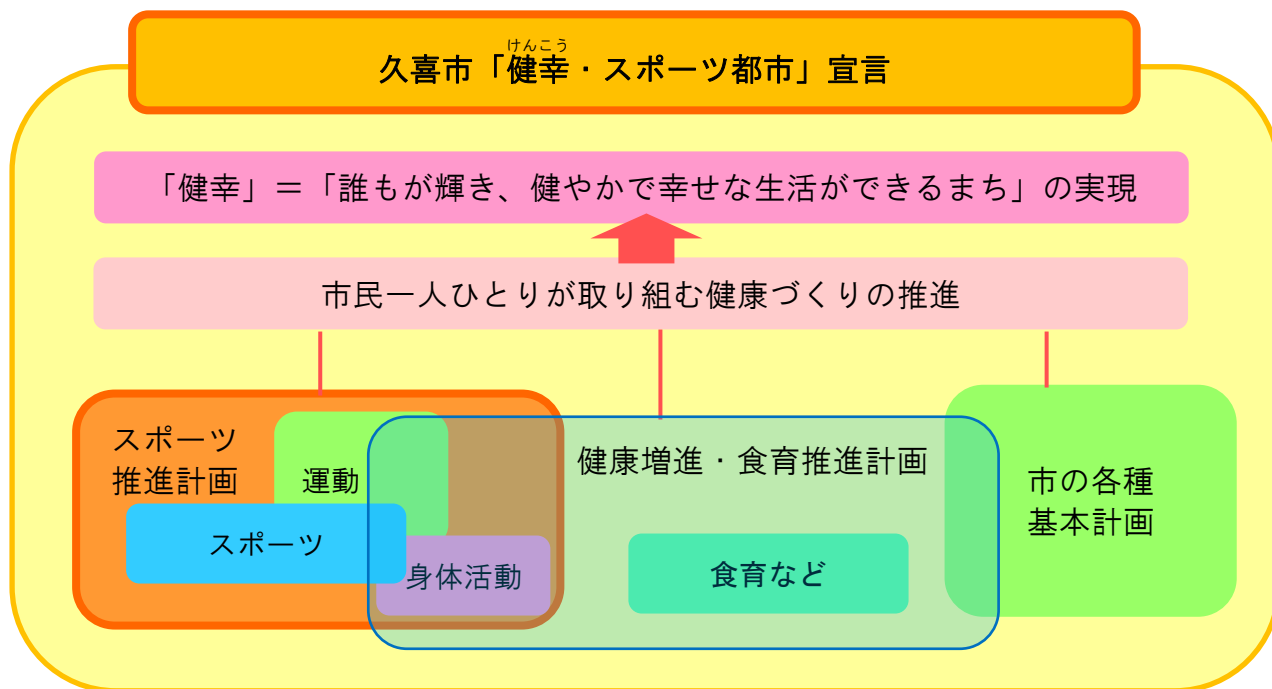 けんこう
久喜市「健幸・スポーツ都市」宣言
「健幸」＝「誰もが輝き、健やかで幸せな生活ができるまち」の実現
市民一人ひとりが取り組む健康づくりの推進
スポーツ
推進計画
運動
スポーツ
身体活動
健康増進・食育推進計画
食育など
市の各種
基本計画